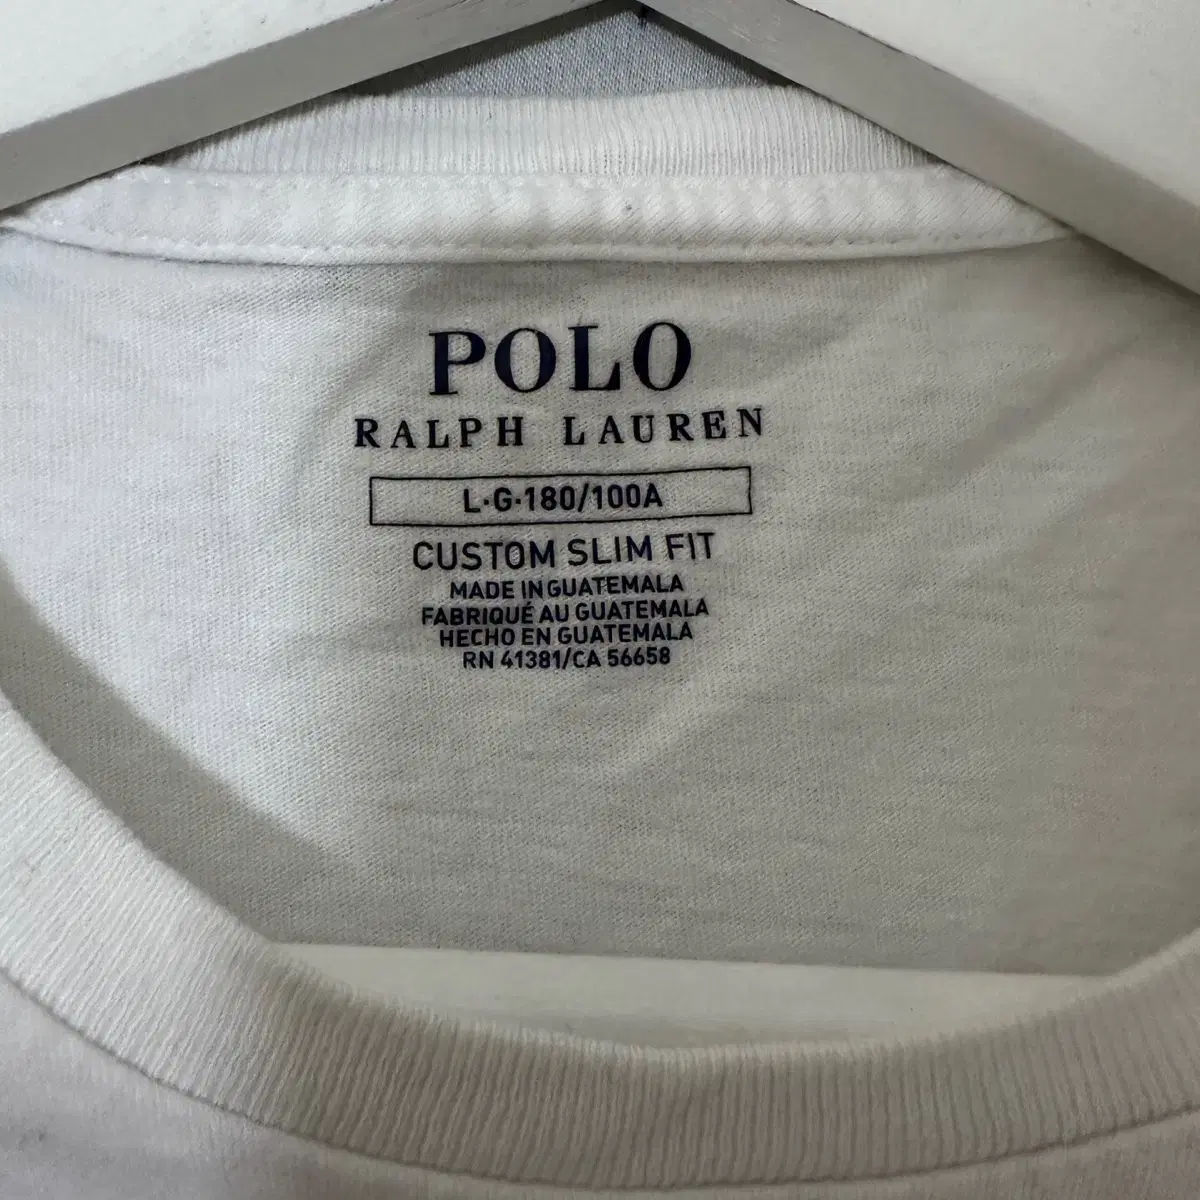 POLO
RALPH LAUREN
L·G·180/100A
CUSTOM SLIM FIT
MADE IN GUATEMALA
FABRIQUÉ AU GUATEMALA
HECHO EN GUATEMALA
RN 41381/CA 56658